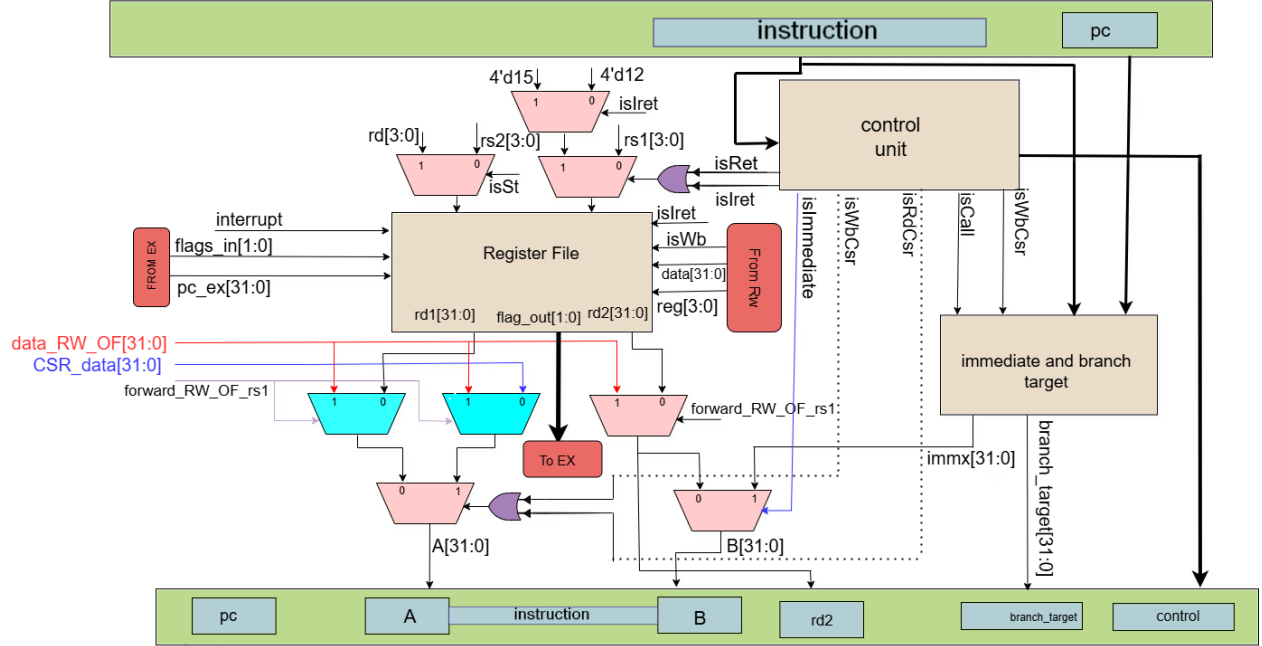 instruction
pc
4'd15
4'd12
1
0
isIret
rd[3:0]
rs2[3:0]
rs1[3:0]
1
0
1
0
isSt
isRet
isIret
control
unit
interrupt
FROM EX
flags_in[1:0]
pc_ex[31:0]
Register File
rd1[31:0]
flag_out[1:0]
rd2[31:0]
isIret
isWb
data[31:0]
reg[3:0]
From RW
isImmediate
isWbCsr
isRdCsr
isCall
isWbCsr
immediate and branch
target
data_RW_OF[31:0]
CSR_data[31:0]
forward_RW_OF_rs1
1
0
1
0
1
0
forward_RW_OF_rs1
To EX
immx[31:0]
branch_target[31:0]
0
1
0
1
A[31:0]
B[31:0]
pc
A
instruction
B
rd2
branch_target
control